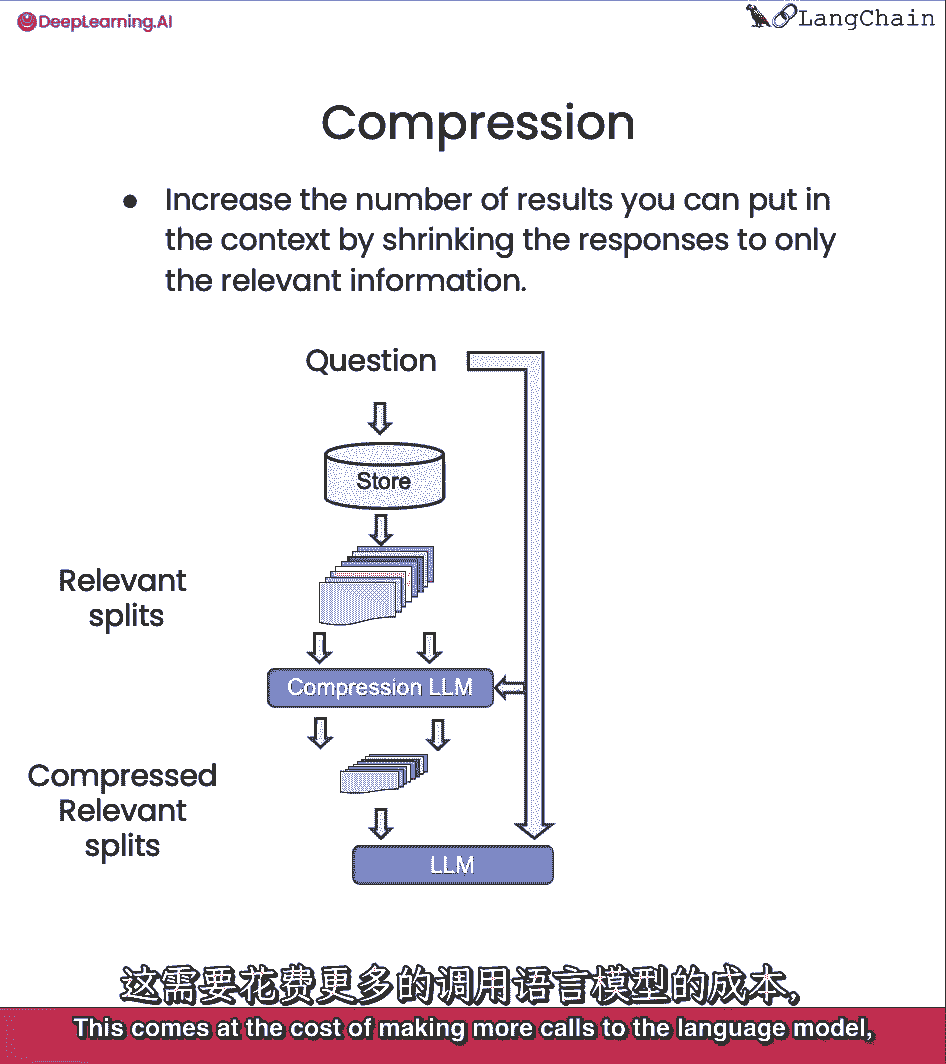 DeepLearning.AI
LangChain
Compression
● Increase the number of results you can put in
the context by shrinking the responses to only
the relevant information.
Question
Store
Relevant
splits
Compression LLM
Compressed
Relevant
splits
LLM
这需要花费更多的调用语言模型的成本,
This comes at the cost of making more calls to the language model,